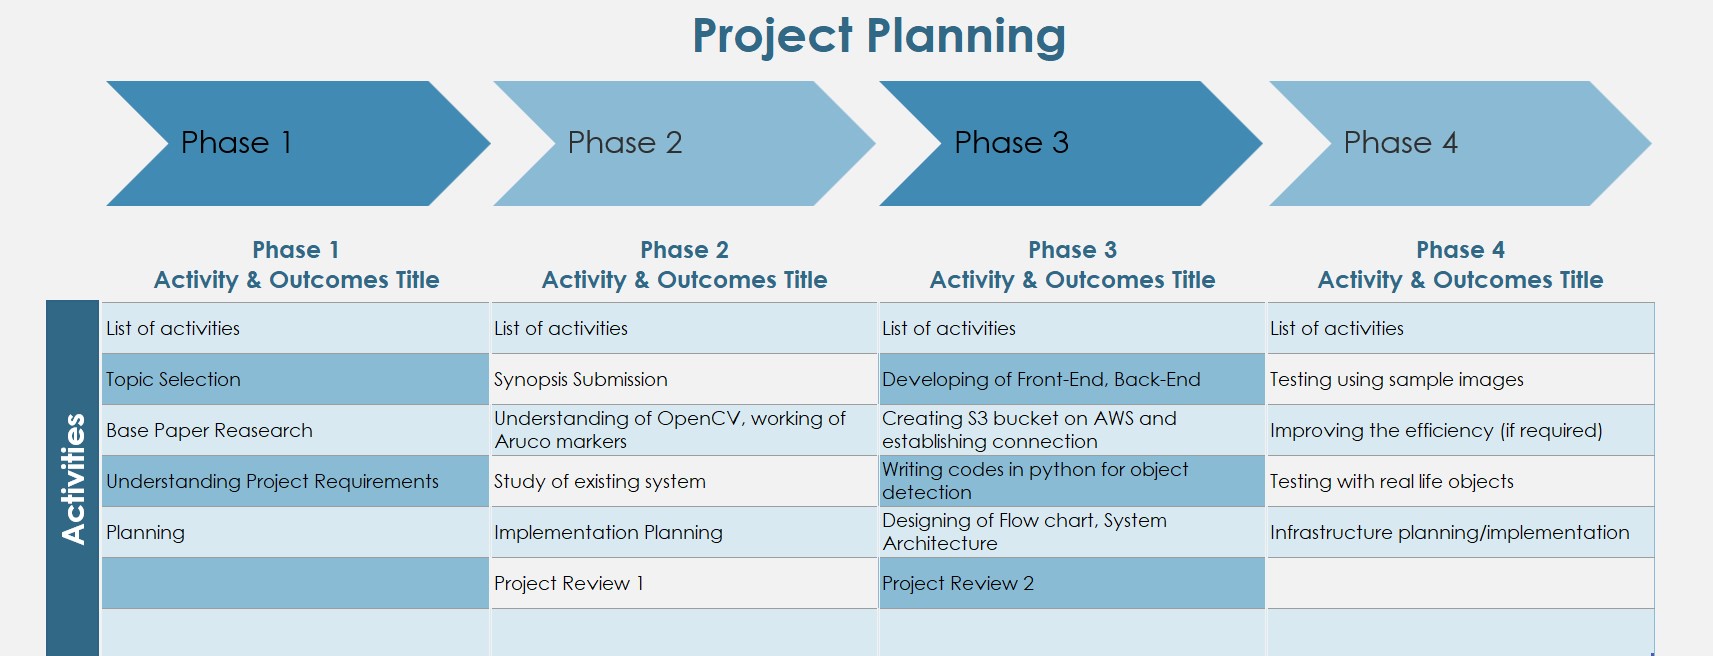 Project Planning
Phase 1
Phase 2
Phase 3
Phase 4
Phase 1
Activity & Outcomes Title
Phase 2
Activity & Outcomes Title
Phase 3
Activity & Outcomes Title
Phase 4
Activity & Outcomes Title
Activities
List of activities
List of activities
List of activities
List of activities
Topic Selection
Synopsis Submission
Developing of Front-End, Back-End
Testing using sample images
Base Paper Reasearch
Understanding of OpenCV, working of
Aruco markers
Creating S3 bucket on AWS and
establishing connection
Improving the efficiency (if required)
Understanding Project Requirements
Study of existing system
Writing codes in python for object
detection
Testing with real life objects
Planning
Implementation Planning
Designing of Flow chart, System
Architecture
Infrastructure planning/implementation
Project Review 1
Project Review 2